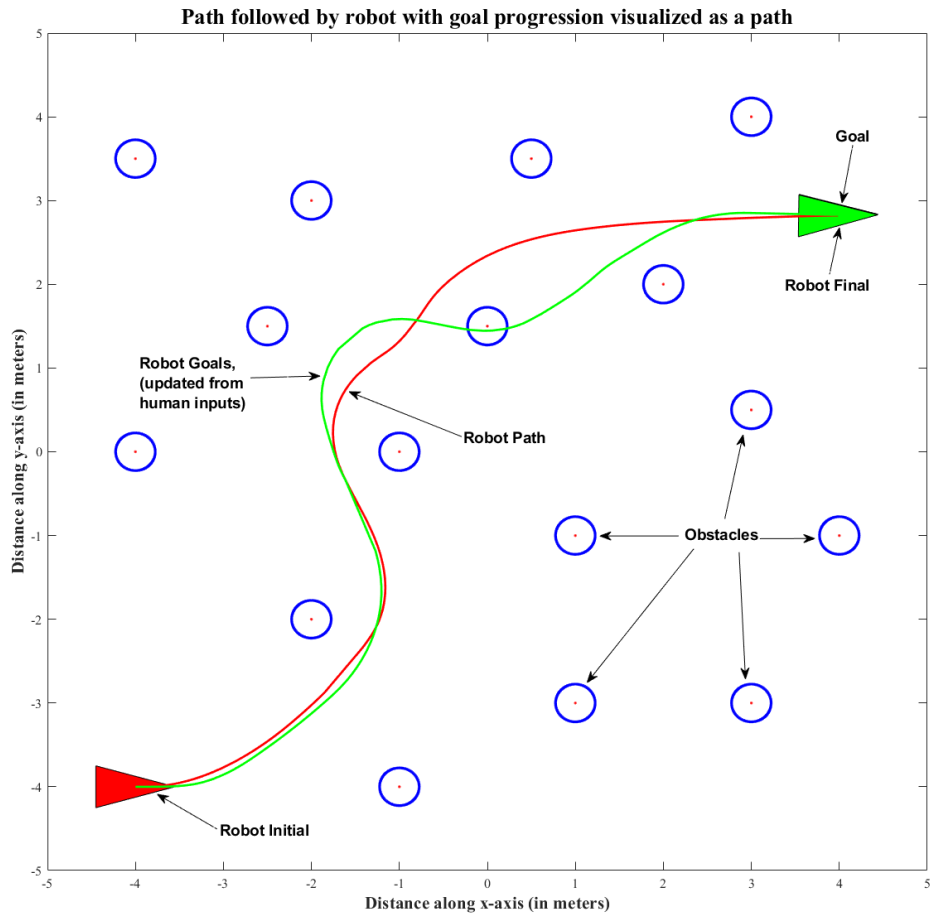 Path followed by robot with goal progression visualized as a path
5
4
3
2
1
0
-1
-2
-3
-4
-5
Distance along y-axis (in meters)
Goal
Robot Final
Robot Goals,
(updated from
human inputs)
Robot Path
Obstacles
Robot Initial
-5 -4 -3 -2 -1 0 1 2 3 4 5
Distance along x-axis (in meters)